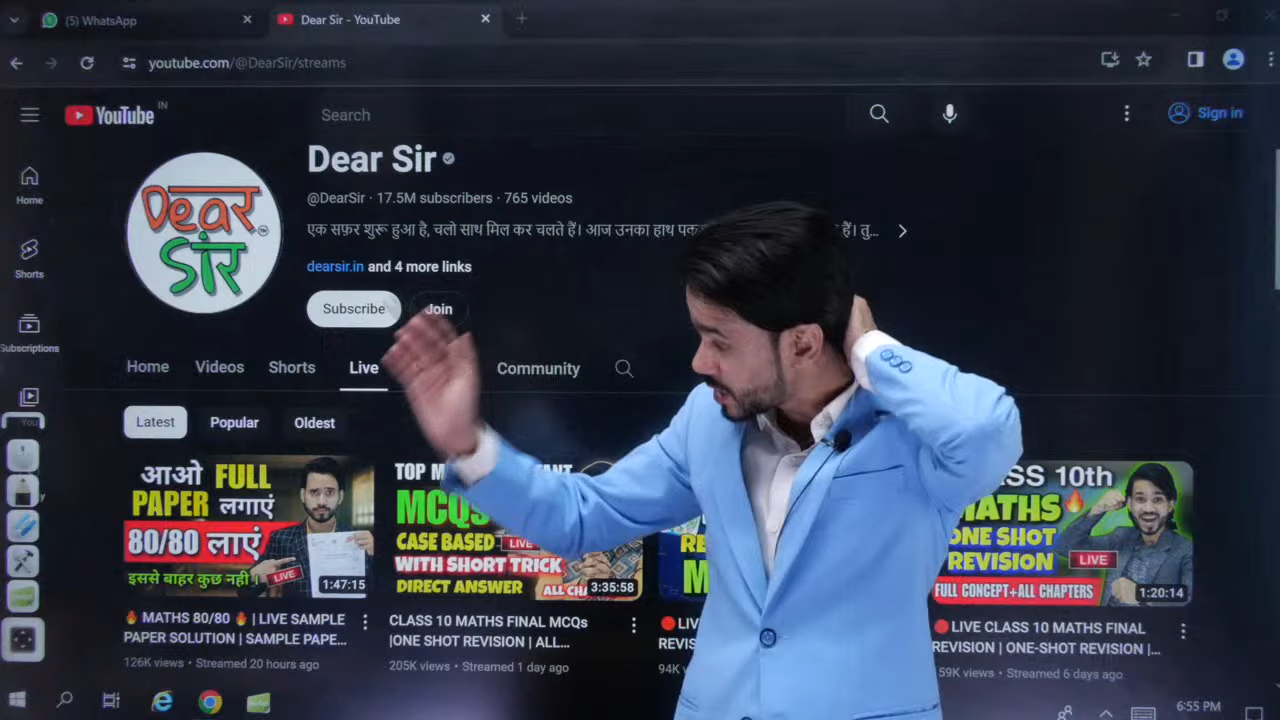 (5) WhatsApp
Dear Sir - YouTube
youtube.com/@DearSir/streams
YouTube IN
Search
Sign in
Home
Shorts
Subscriptions
You
Dear सर
Sir
TM
Dear Sir
@DearSir · 17.5M subscribers · 765 videos
एक सफ़र शुरू हुआ है, चलो साथ मिल कर चलते हैं। आज उनका हाथ हैं। तु...
dearsir.in and 4 more links
Subscribe
Join
Home Videos Shorts Live Community
Latest Popular Oldest
आओ FULL
PAPER लगाएं
80/80 लाएं
इससे बाहर कुछ नही।
LIVE
1:47:15
MATHS 80/80 | LIVE SAMPLE
PAPER SOLUTION | SAMPLE PAPE...
126K views • Streamed 20 hours ago
TOP
MCQs
CASE BASED LIVE
WITH SHORT TRICK
DIRECT ANSWER
3:35:58
CLASS 10 MATHS FINAL MCQs
|ONE SHOT REVISION | ALL...
205K views • Streamed 1 day ago
10th
MATHS
ONE SHOT
REVISION
LIVE
FULL CONCEPT+ALL CHAPTERS
1:20:14
LIVE CLASS 10 MATHS FINAL
REVISION | ONE-SHOT REVISION |...
59K views • Streamed 6 days ago
6:55 PM